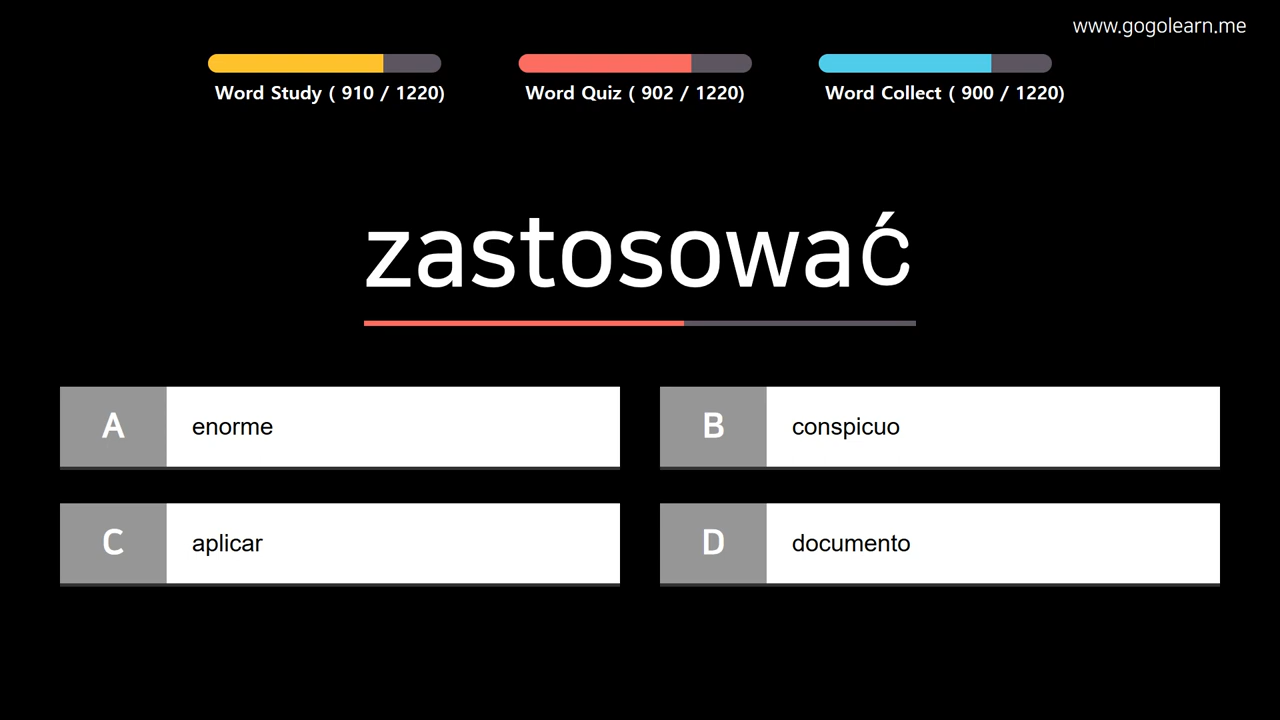 www.gogolearn.me
Word Study ( 910 / 1220)
Word Quiz ( 902 / 1220)
Word Collect ( 900 / 1220)
zastosować
A enorme
B conspicuo
C aplicar
D documento